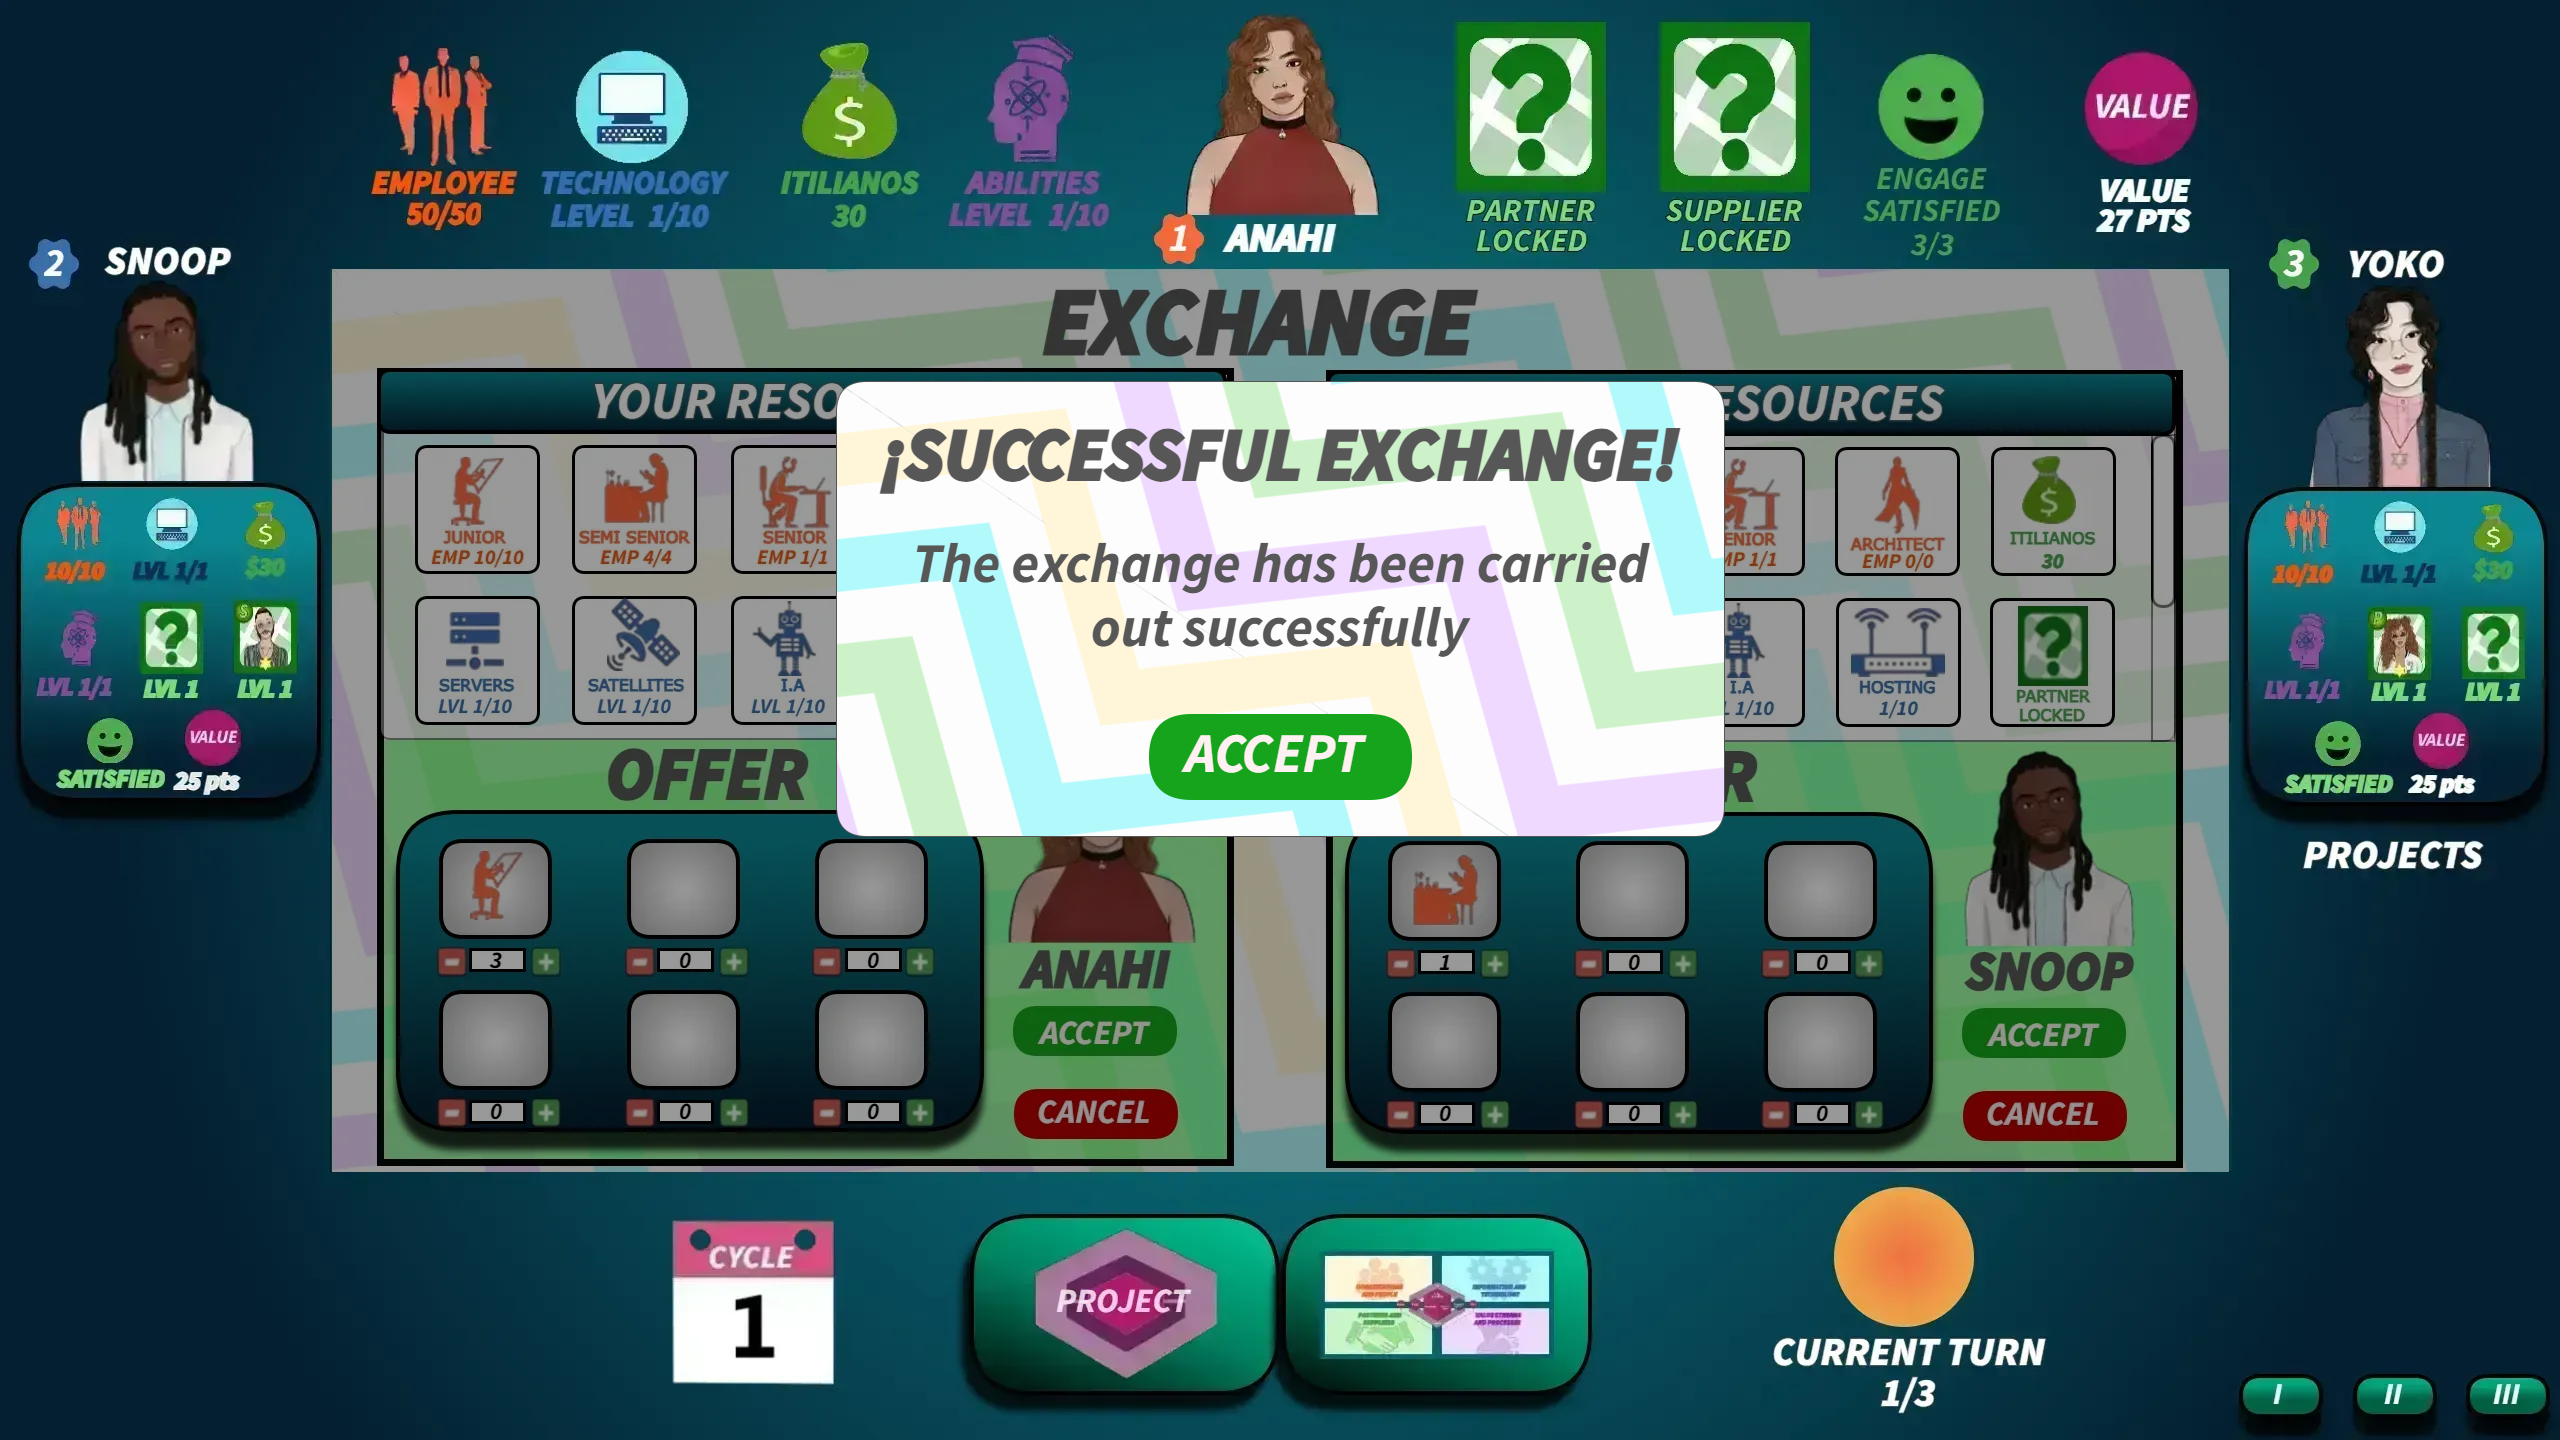 EMPLOYEE
50/50
TECHNOLOGY
LEVEL 1/10
$
ITILIANOS
30
ABILITIES
LEVEL 1/10
1 ANAHI
?
PARTNER
LOCKED
?
SUPPLIER
LOCKED
ENGAGE
SATISFIED
3/3
VALUE
VALUE
27 PTS
2 SNOOP
10/10
LVL 1/1
$
$30
LVL 1/1
?
LVL 1
LVL 1
SATISFIED
VALUE
25 pts
3 YOKO
10/10
LVL 1/1
$
$30
LVL 1/1
LVL 1
?
LVL 1
SATISFIED
VALUE
25 pts
PROJECTS
EXCHANGE
YOUR RESO
JUNIOR
EMP 10/10
SEMI SENIOR
EMP 4/4
SENIOR
EMP 1/1
SERVERS
LVL 1/10
SATELLITES
LVL 1/10
I.A
LVL 1/10
OFFER
3
0
0
0
0
0
ANAHI
ACCEPT
CANCEL
¡SUCCESSFUL EXCHANGE!
The exchange has been carried
out successfully
ACCEPT
ESOURCES
ENIOR
MP 1/1
ARCHITECT
EMP 0/0
$
ITILIANOS
30
I.A
L 1/10
HOSTING
1/10
?
PARTNER
LOCKED
R
1
0
0
0
0
0
SNOOP
ACCEPT
CANCEL
CYCLE
1
PROJECT
CURRENT TURN
1/3
I
II
III